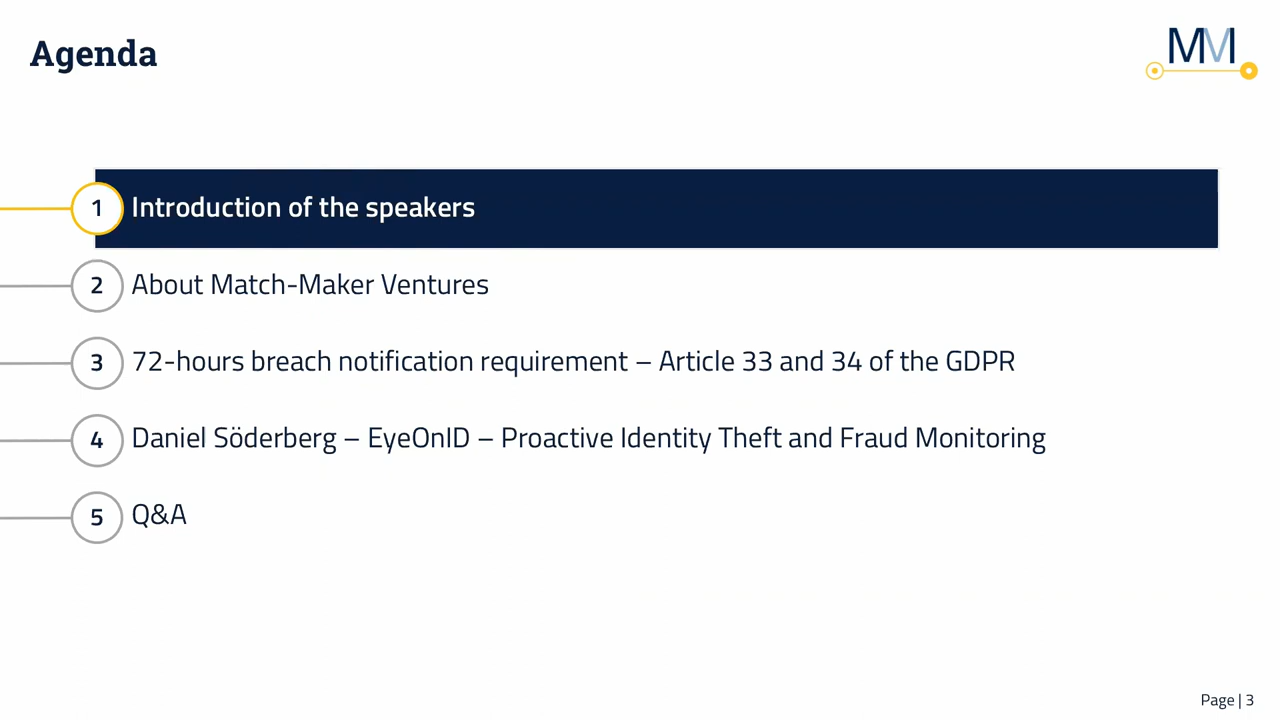 Agenda
MVI
1 Introduction of the speakers
2 About Match-Maker Ventures
3 72-hours breach notification requirement – Article 33 and 34 of the GDPR
4 Daniel Söderberg – EyeOnID – Proactive Identity Theft and Fraud Monitoring
5 Q&A
Page | 3